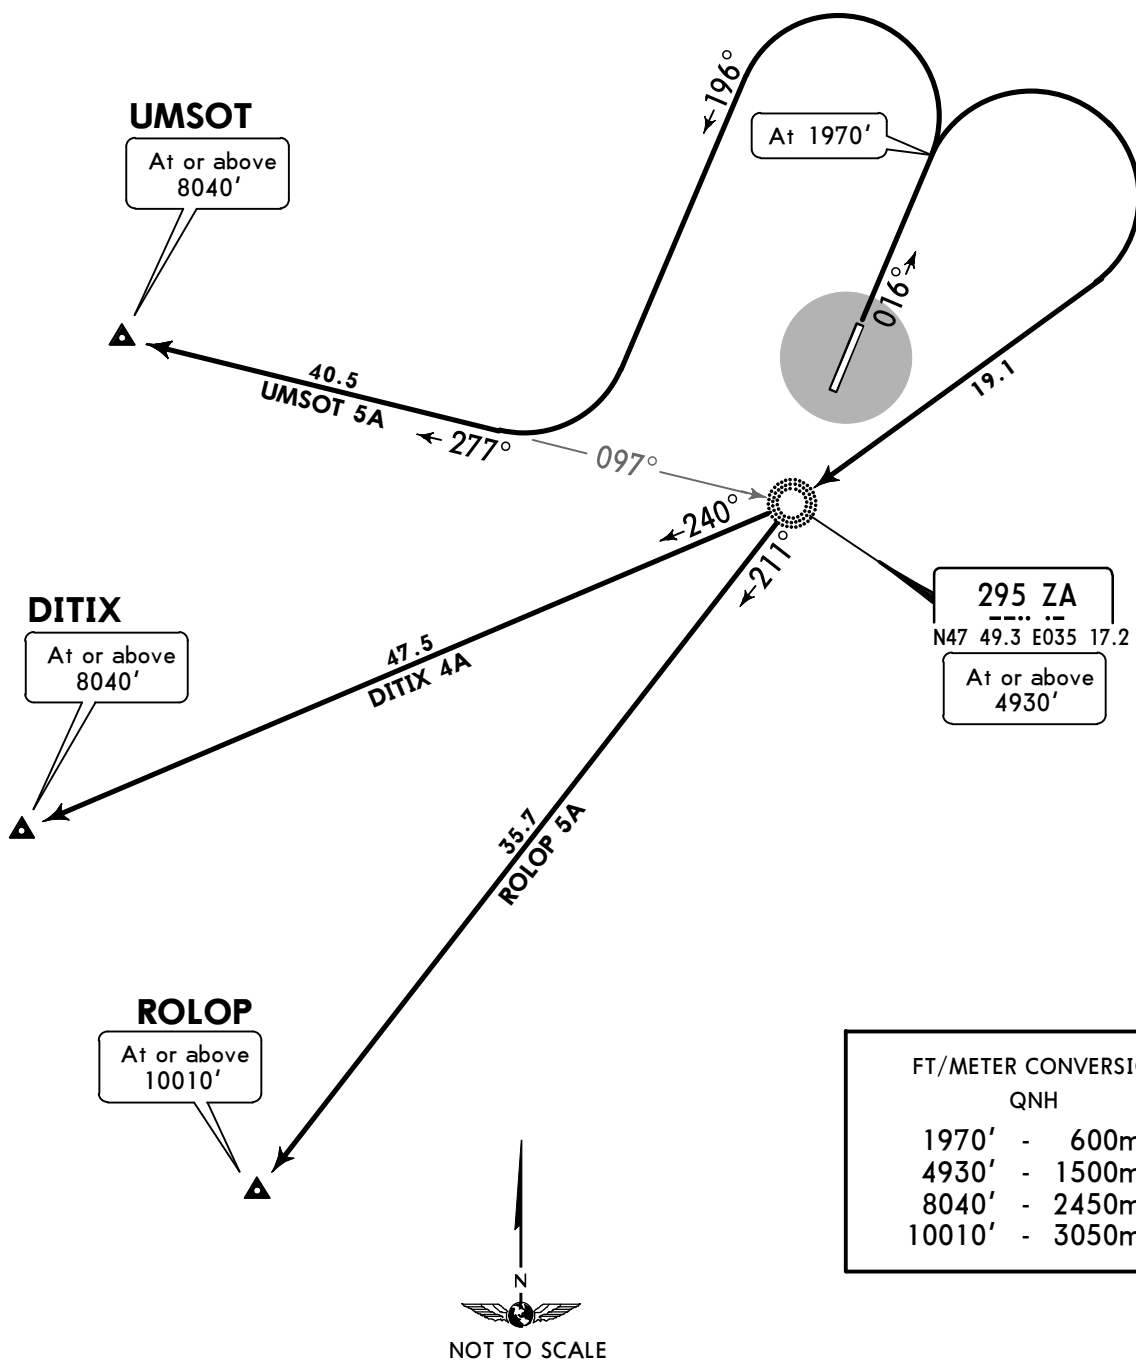 UMSOT
At or above
8040'
196°
At 1970'
016°
40.5
UMSOT 5A
277°
097°
19.1
240°
211°
295 ZA
N47 49.3 E035 17.2
At or above
4930'
DITIX
At or above
8040'
47.5
DITIX 4A
35.7
ROLOP 5A
ROLOP
At or above
10010'
FT/METER CONVERSI
QNH
1970' - 600m
4930' - 1500m
8040' - 2450m
10010' - 3050m
N
NOT TO SCALE